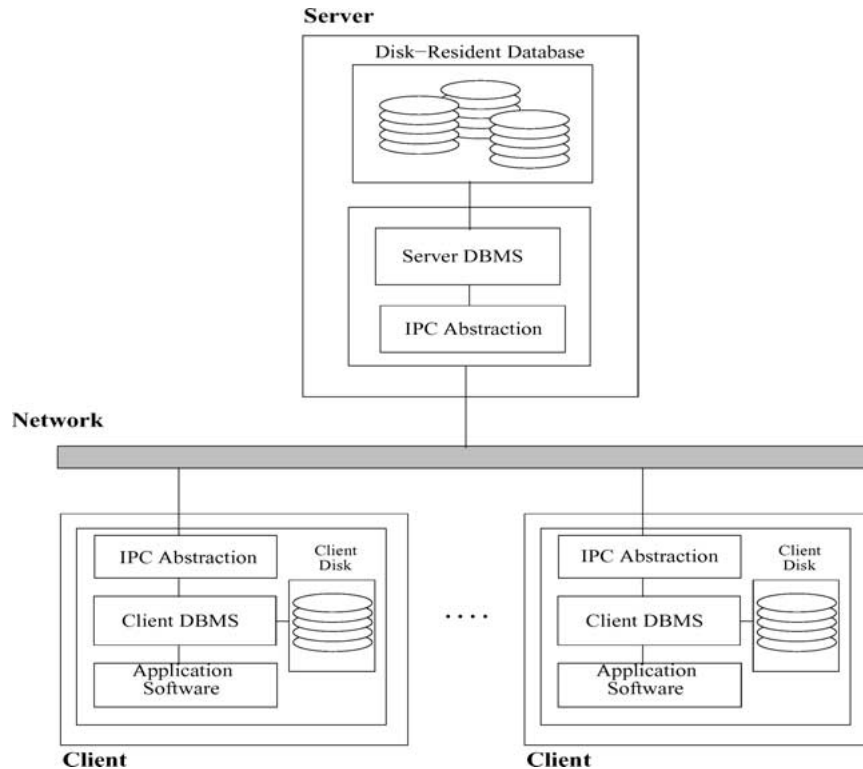 Server
Disk−Resident Database
Server DBMS
IPC Abstraction
Network
IPC Abstraction
Client
Disk
Client DBMS
Application
Software
Client
. . . .
IPC Abstraction
Client
Disk
Client DBMS
Application
Software
Client